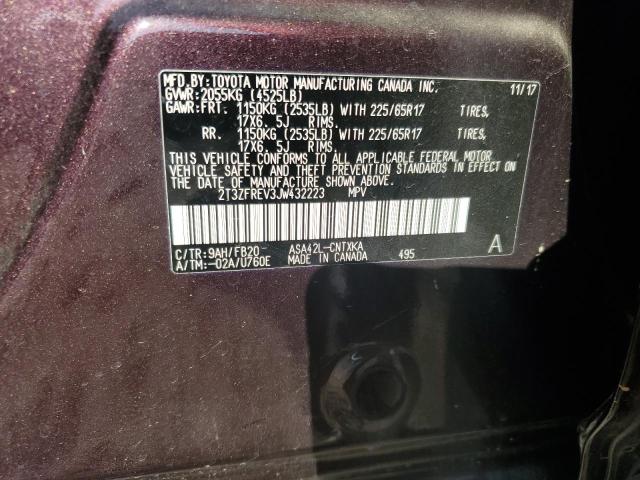 MFD.BY:TOYOTA MOTOR MANUFACTURING CANADA INC. 11/17
GVWR:2055KG (4525LB)
GAWR:FRT. 1150KG (2535LB) WITH 225/65R17 TIRES,
17X6.5J RIMS.
RR. 1150KG (2535LB) WITH 225/65R17 TIRES,
17X6.5J RIMS.
THIS VEHICLE CONFORMS TO ALL APPLICABLE FEDERAL MOTOR
VEHICLE SAFETY AND THEFT PREVENTION STANDARDS IN EFFECT ON
THE DATE OF MANUFACTURE SHOWN ABOVE.
2T3ZFREV3JW432223 MPV
C/TR:9AH/FB20 ASA42L-CNTXKA A
A/TM:-02A/U760E MADE IN CANADA 495